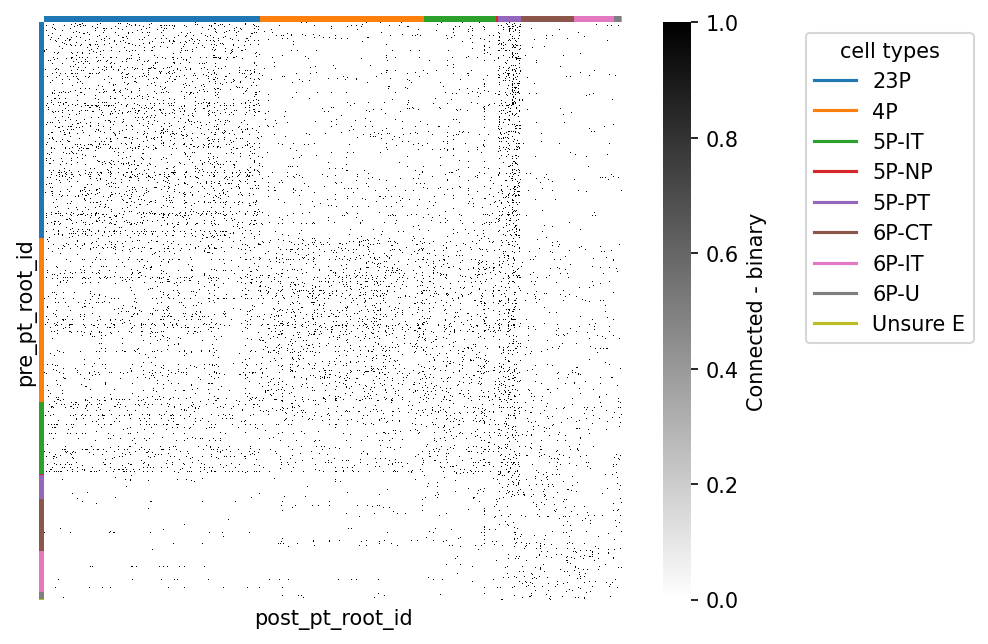 pre_pt_root_id
post_pt_root_id
1.0
0.8
0.6
0.4
0.2
0.0
Connected - binary
cell types
23P
4P
5P-IT
5P-NP
5P-PT
6P-CT
6P-IT
6P-U
Unsure E